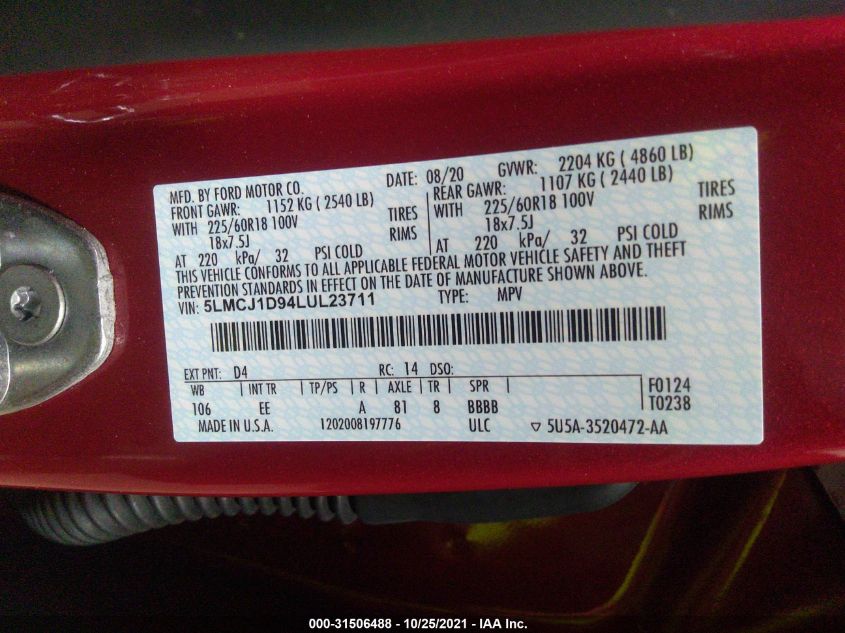 MFD. BY FORD MOTOR CO. DATE: 08/20 GVWR: 2204 KG ( 4860 LB)
FRONT GAWR: 1152 KG ( 2540 LB) REAR GAWR: 1107 KG ( 2440 LB)
WITH 225/60R18 100V TIRES WITH 225/60R18 100V TIRES
18x7.5J RIMS 18x7.5J RIMS
AT 220 kPa/ 32 PSI COLD AT 220 kPa/ 32 PSI COLD
THIS VEHICLE CONFORMS TO ALL APPLICABLE FEDERAL MOTOR VEHICLE SAFETY AND THEFT
PREVENTION STANDARDS IN EFFECT ON THE DATE OF MANUFACTURE SHOWN ABOVE.
VIN: 5LMCJ1D94LUL23711 TYPE: MPV
EXT PNT: D4 RC: 14 DSO:
WB INT TR TP/PS R AXLE TR SPR F0124
106 EE A 81 8 BBBB T0238
MADE IN U.S.A. 1202008197776 ULC ▽ 5U5A-3520472-AA
000-31506488 - 10/25/2021 - IAA Inc.